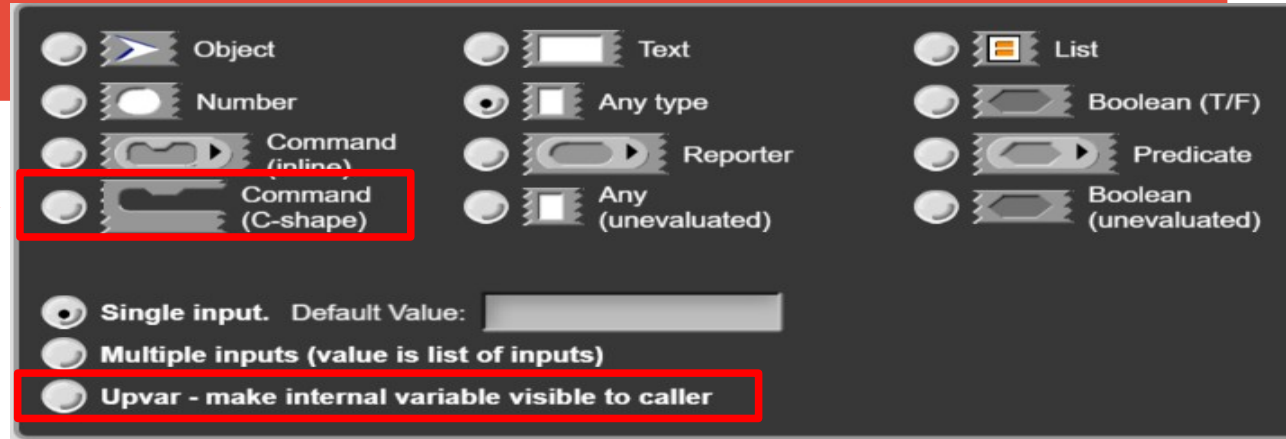 Object Text List
Number Any type Boolean (T/F)
Command
(inline) Reporter Predicate
Command
(C-shape) Any
(unevaluated) Boolean
(unevaluated)
Single input. Default Value:
Multiple inputs (value is list of inputs)
Upvar - make internal variable visible to caller